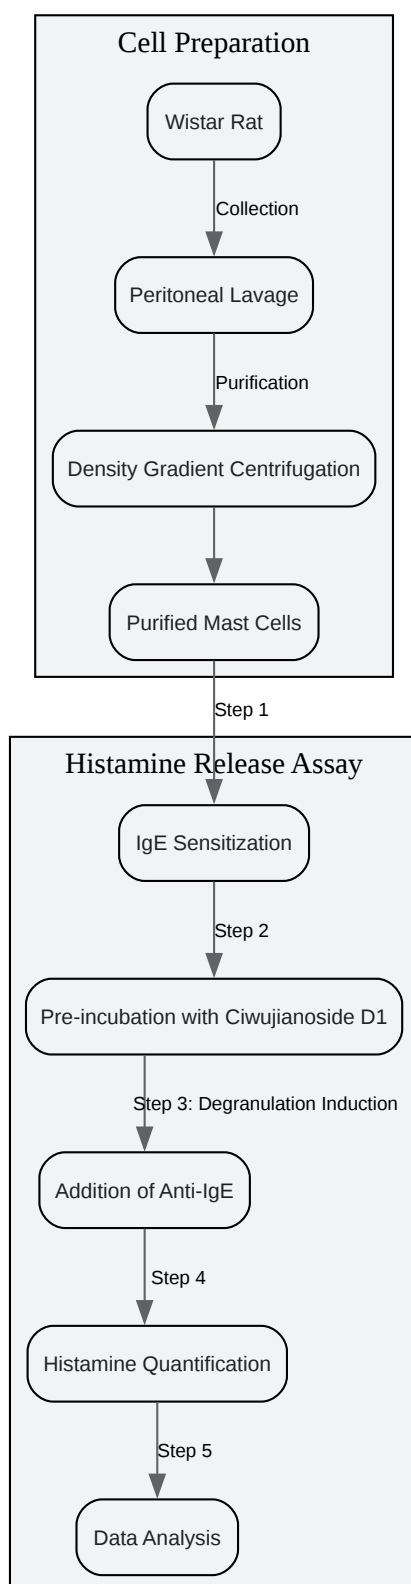 Cell Preparation
Wistar Rat
Collection
Peritoneal Lavage
Purification
Density Gradient Centrifugation
Purified Mast Cells
Step 1
Histamine Release Assay
IgE Sensitization
Step 2
Pre-incubation with Ciwujianoside D1
Step 3: Degranulation Induction
Addition of Anti-IgE
Step 4
Histamine Quantification
Step 5
Data Analysis